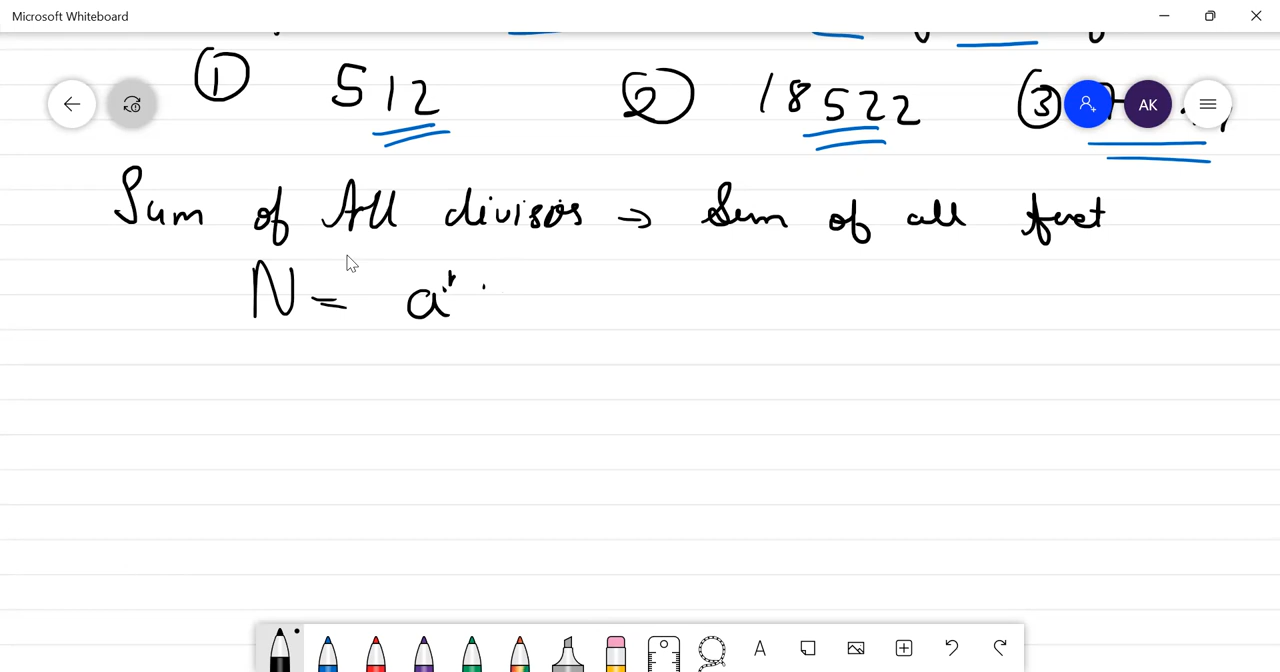 Microsoft Whiteboard
① 512 ② 18522 ③
AK
Sum of All divisors → Sum of all fact
N = a
A